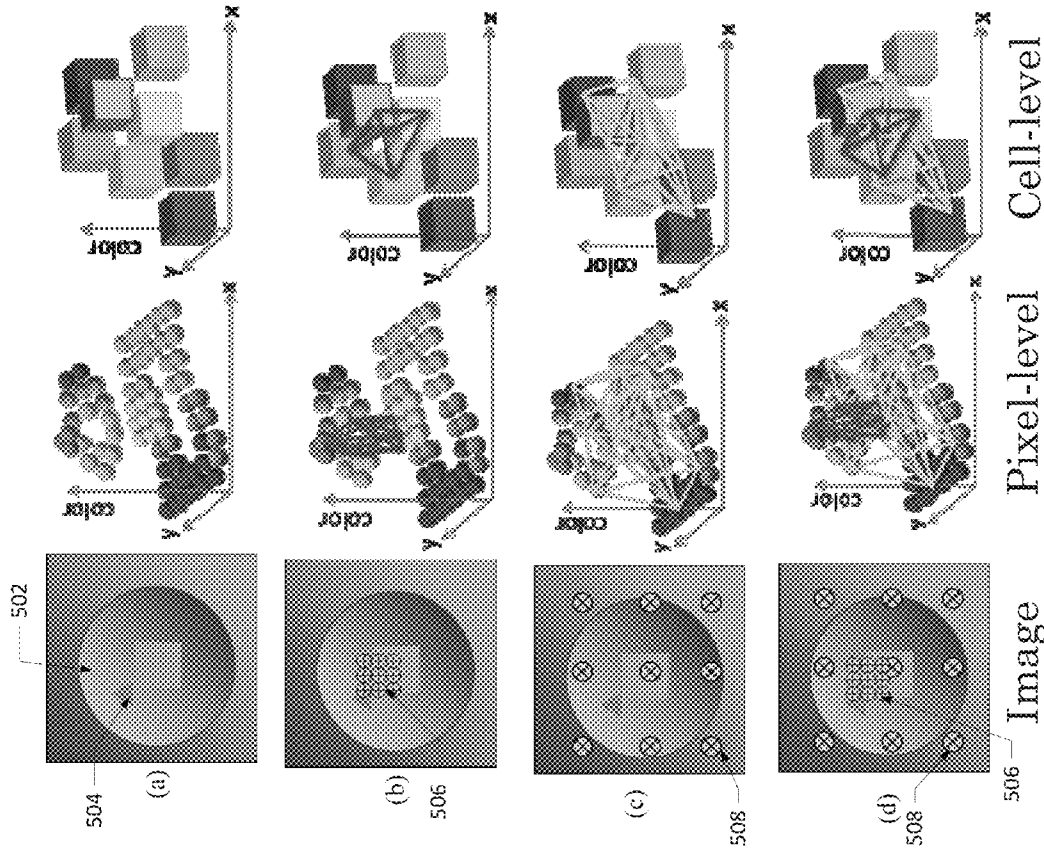 502
504
(a)
color
y
x
color
y
x
(b)
506
color
y
x
color
y
x
(c)
508
color
y
x
color
y
x
(d)
508
506
color
y
x
color
y
x
Image
Pixel-level
Cell-level